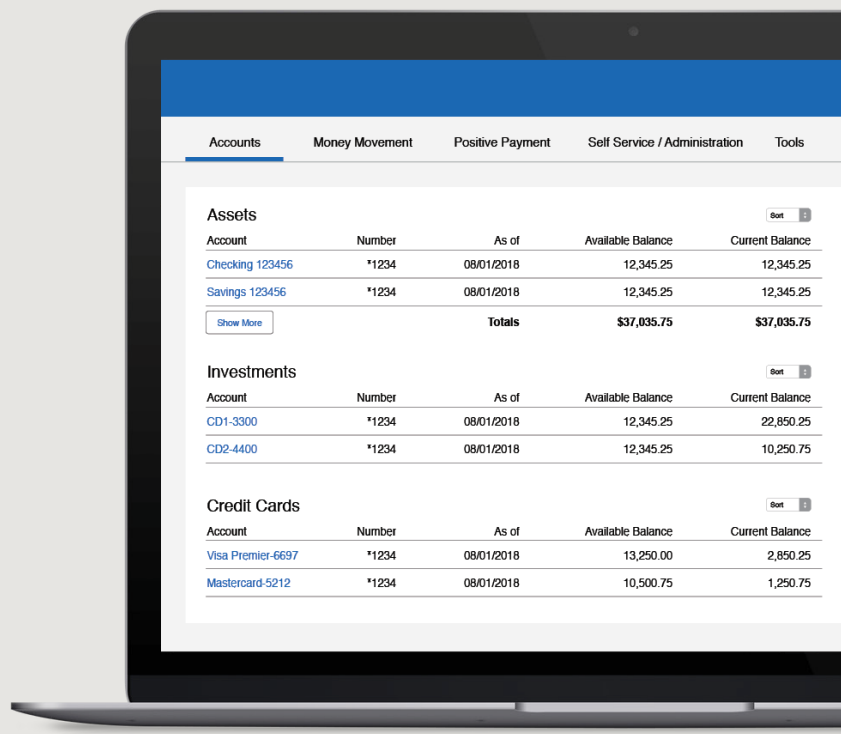 Accounts Money Movement Positive Payment Self Service / Administration Tools
Assets Sort
Account Number As of Available Balance Current Balance
Checking 123456 *1234 08/01/2018 12,345.25 12,345.25
Savings 123456 *1234 08/01/2018 12,345.25 12,345.25
Show More Totals $37,035.75 $37,035.75
Investments Sort
Account Number As of Available Balance Current Balance
CD1-3300 *1234 08/01/2018 12,345.25 22,850.25
CD2-4400 *1234 08/01/2018 12,345.25 10,250.75
Credit Cards Sort
Account Number As of Available Balance Current Balance
Visa Premier-6697 *1234 08/01/2018 13,250.00 2,850.25
Mastercard-5212 *1234 08/01/2018 10,500.75 1,250.75